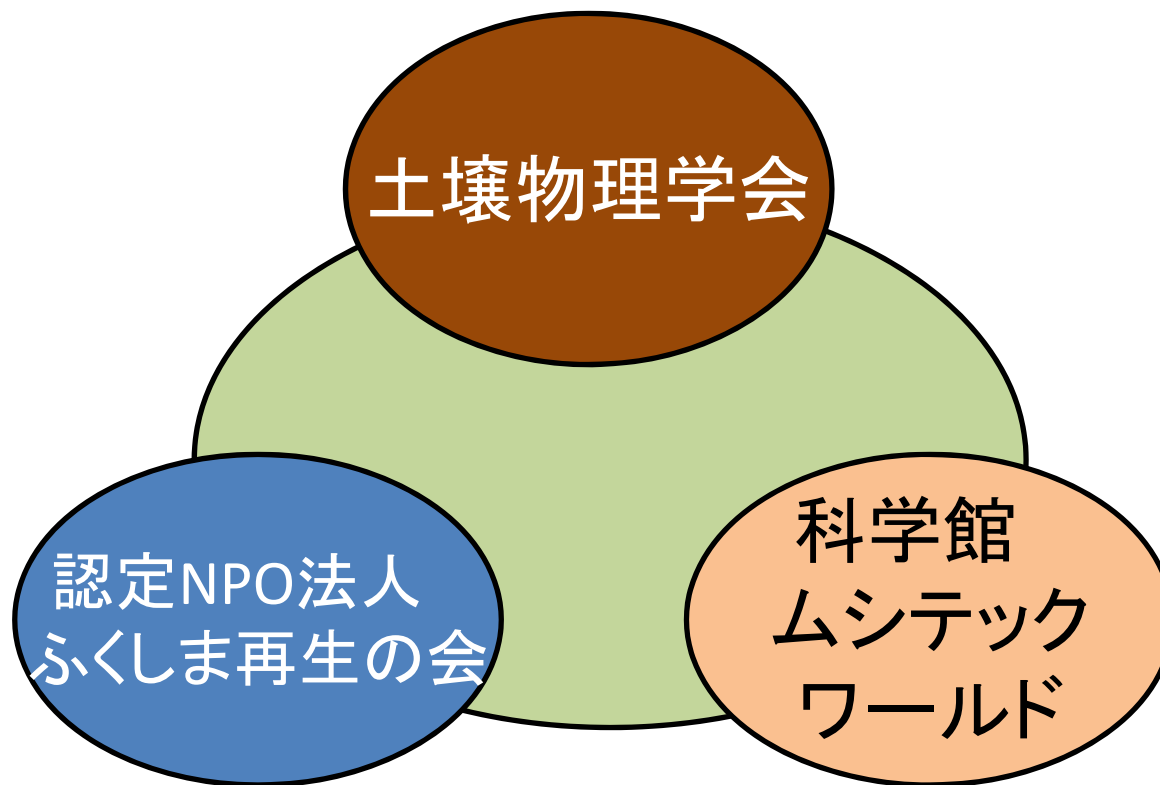 土壌物理学会
認定NPO法人
ふくしま再生の会
科学館
ムシテック
ワールド